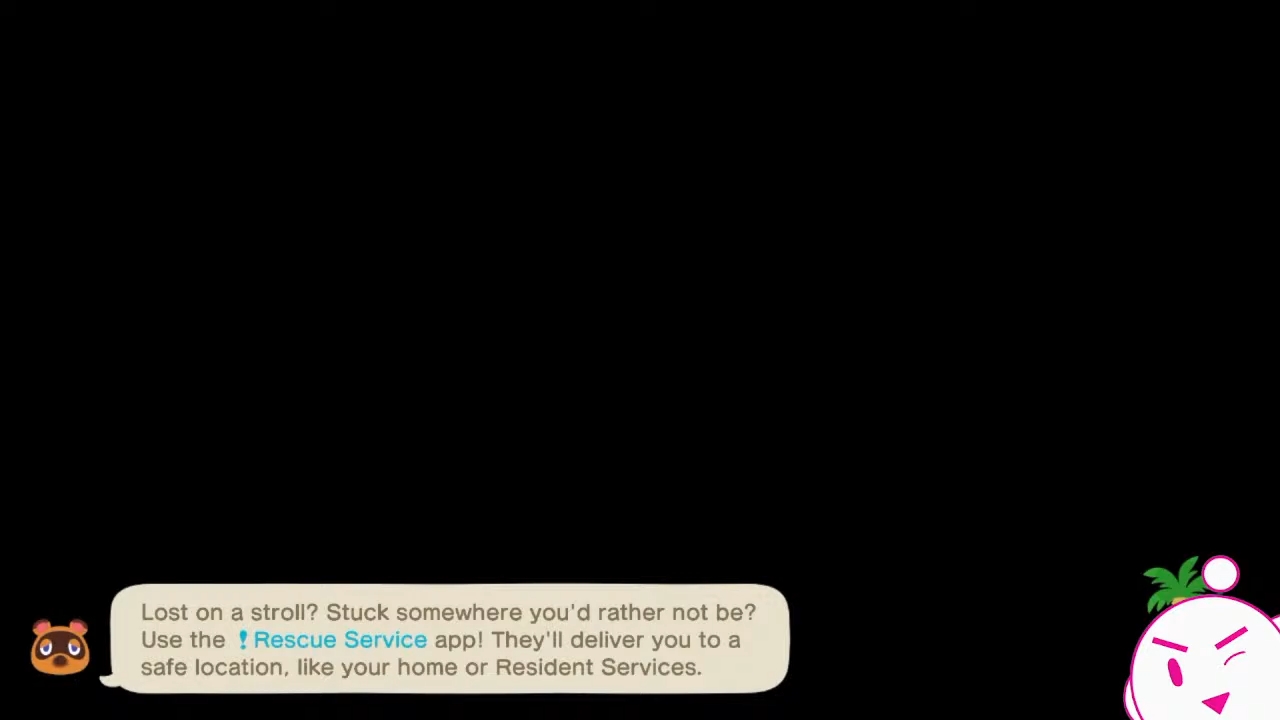 Lost on a stroll? Stuck somewhere you'd rather not be?
Use the ! Rescue Service app! They'll deliver you to a
safe location, like your home or Resident Services.